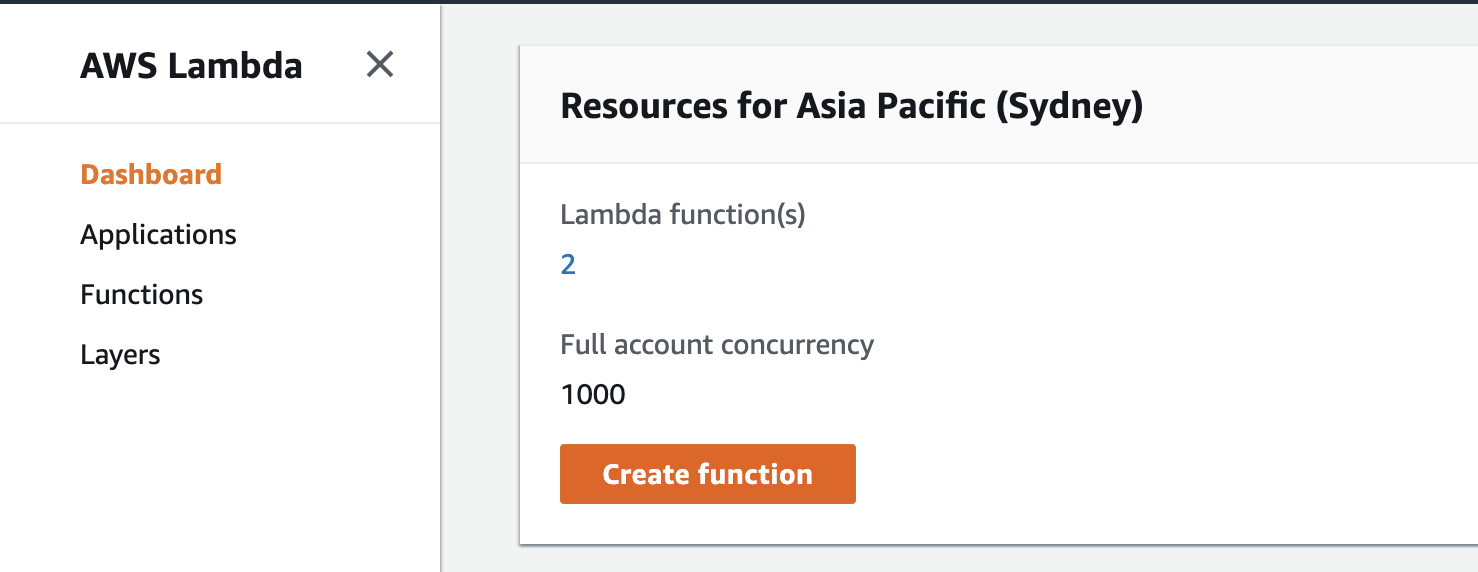 AWS Lambda
Dashboard
Applications
Functions
Layers
Resources for Asia Pacific (Sydney)
Lambda function(s)
2
Full account concurrency
1000
Create function